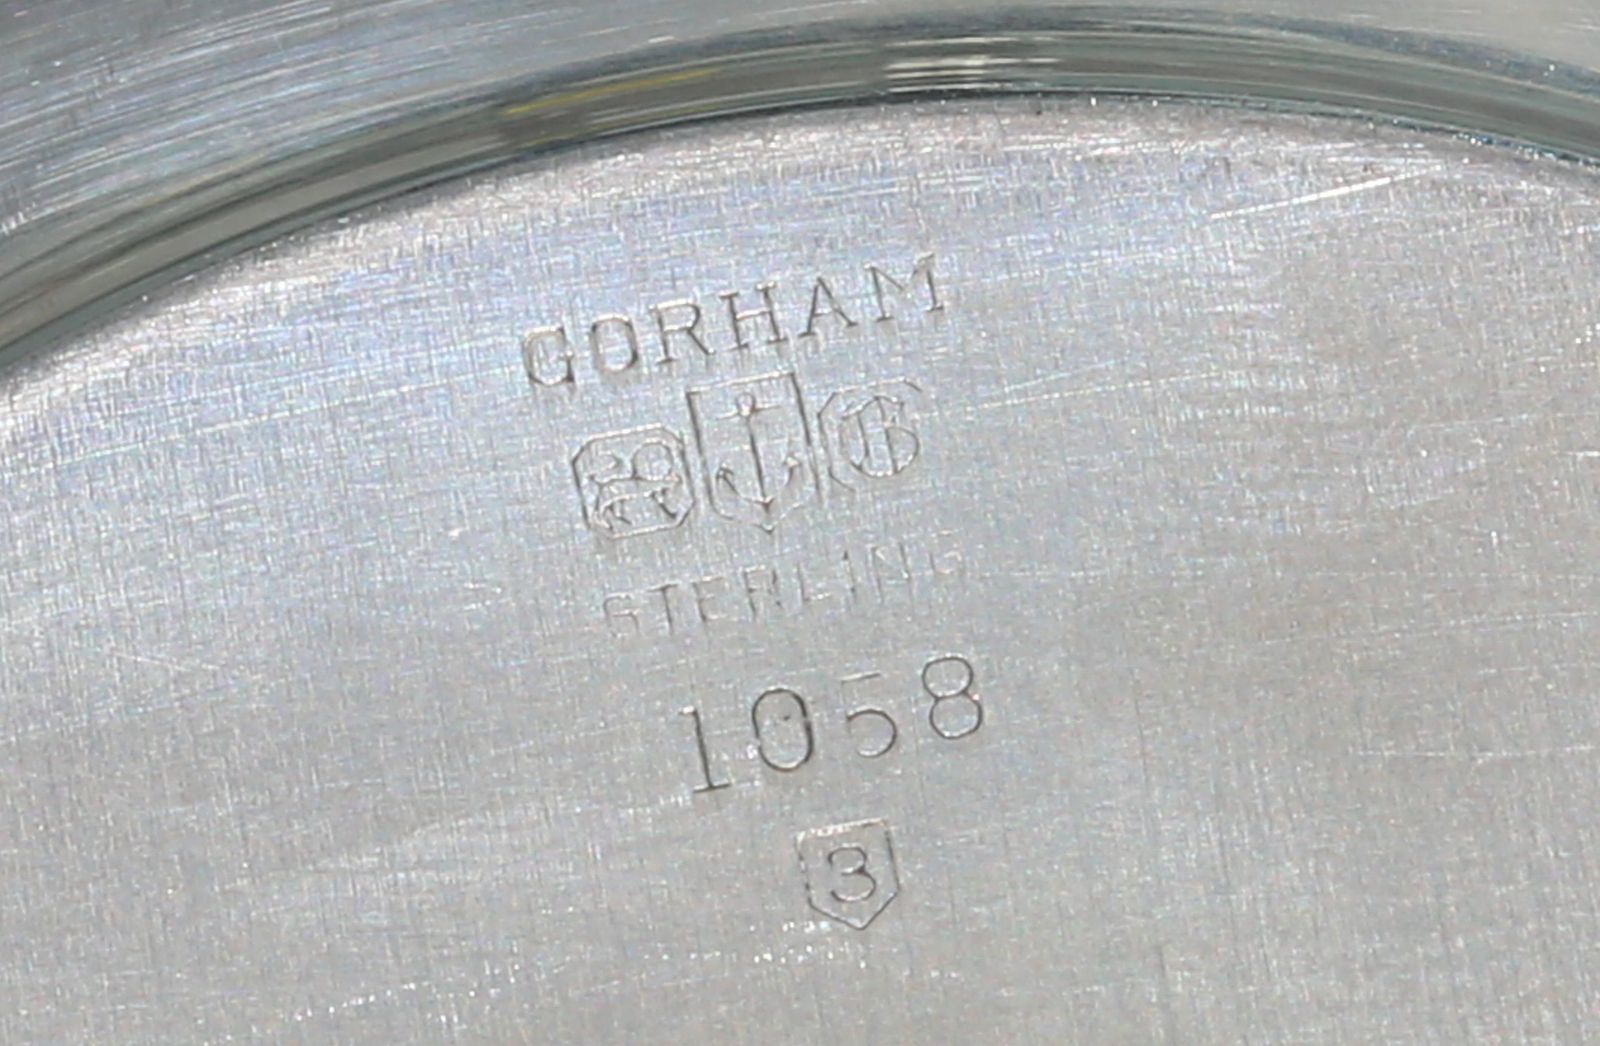 GORHAM
G
STERLING
1058
3